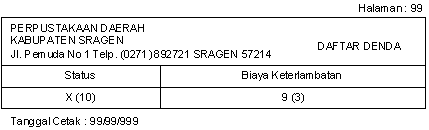 Halaman : 99
PERPUSTAKAAN DAERAH
KABUPATEN SRAGEN
Jl. Pemuda No 1 Telp. (0271) 892721 SRAGEN 57214
DAFTAR DENDA
Status Biaya Keterlambatan
X (10) 9 (3)
Tanggal Cetak : 99/99/999